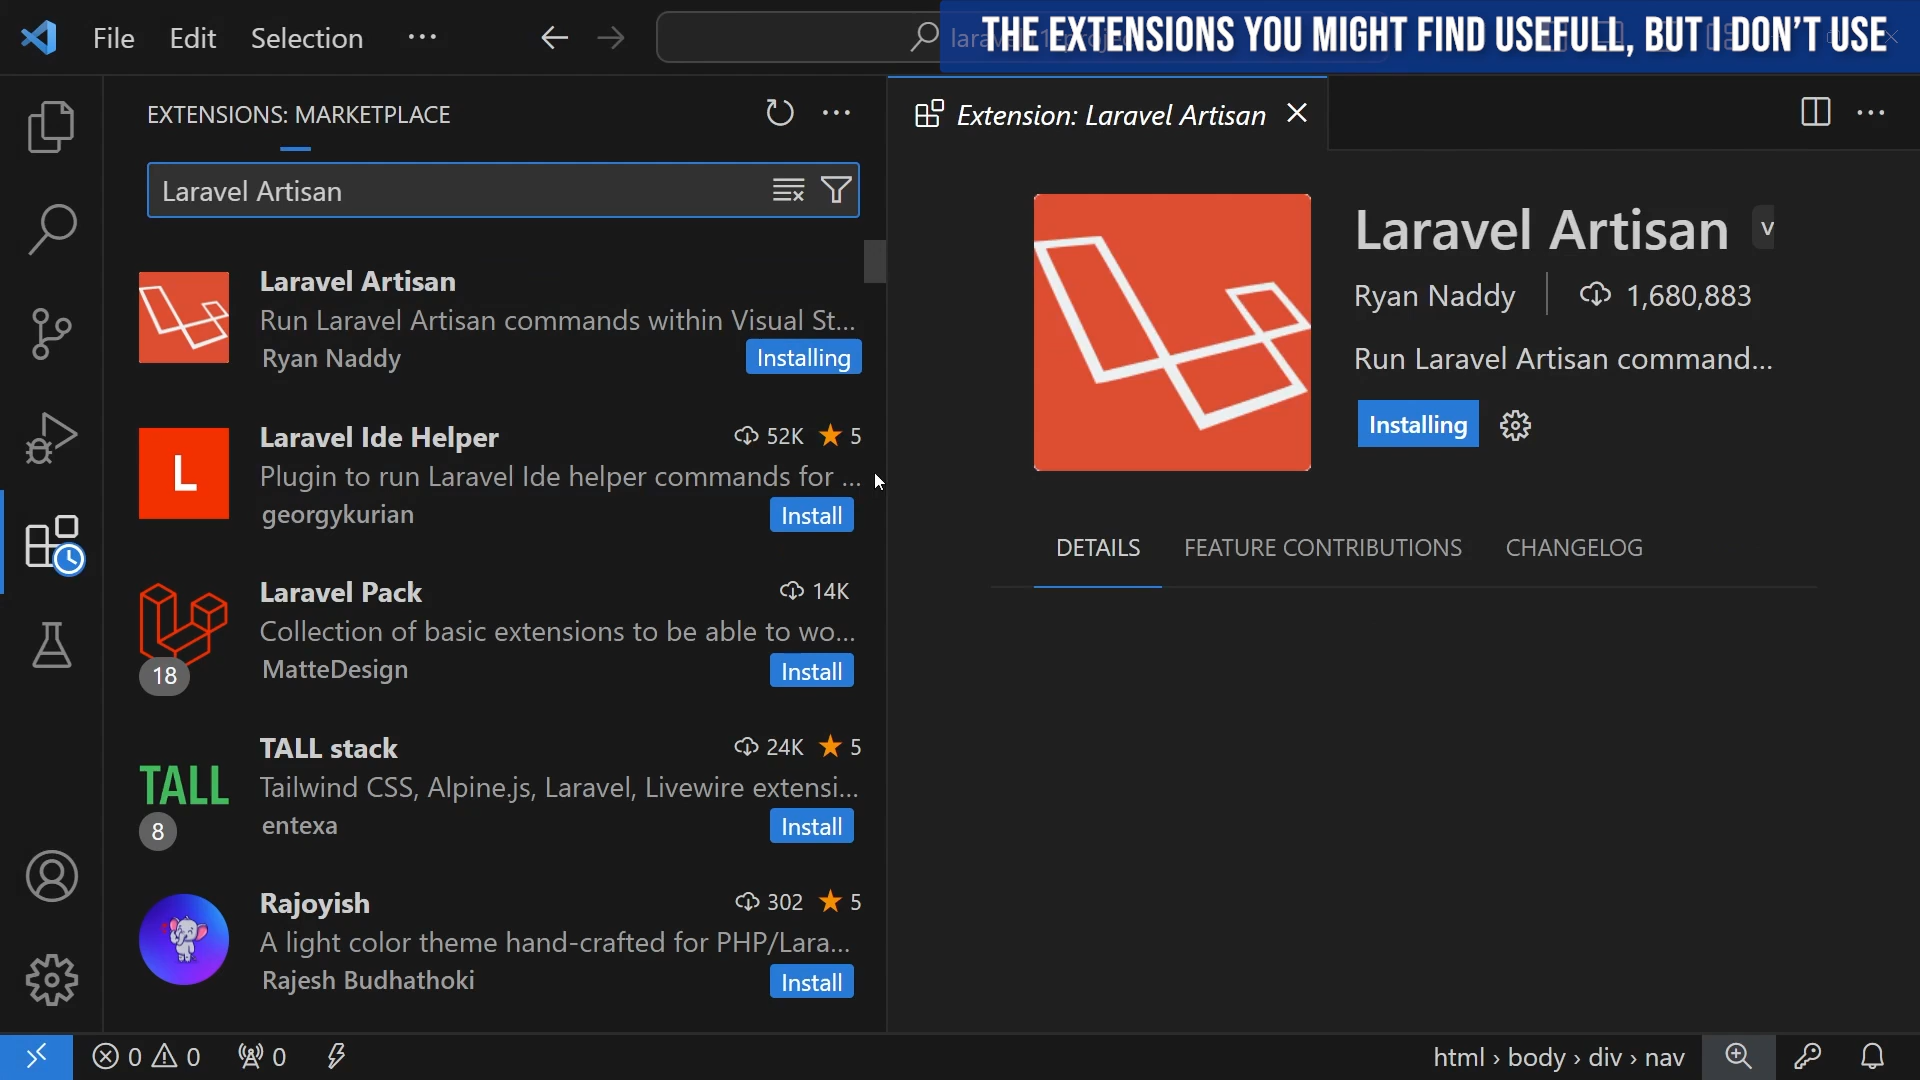 File Edit Selection ...
THE EXTENSIONS YOU MIGHT FIND USEFULL, BUT I DON'T USE
EXTENSIONS: MARKETPLACE
Laravel Artisan
Laravel Artisan
Run Laravel Artisan commands within Visual St...
Ryan Naddy
Installing
Laravel Ide Helper
52K 5
Plugin to run Laravel Ide helper commands for ...
georgykurian
Install
Laravel Pack
14K
Collection of basic extensions to be able to wo...
MatteDesign
Install
18
TALL stack
24K 5
TALL
Tailwind CSS, Alpine.js, Laravel, Livewire extensi...
entexa
Install
8
Rajoyish
302 5
A light color theme hand-crafted for PHP/Lara...
Rajesh Budhathoki
Install
L
Extension: Laravel Artisan
Laravel Artisan v
Ryan Naddy 1,680,883
Run Laravel Artisan command...
Installing
DETAILS FEATURE CONTRIBUTIONS CHANGELOG
0 0 0
html › body › div › nav